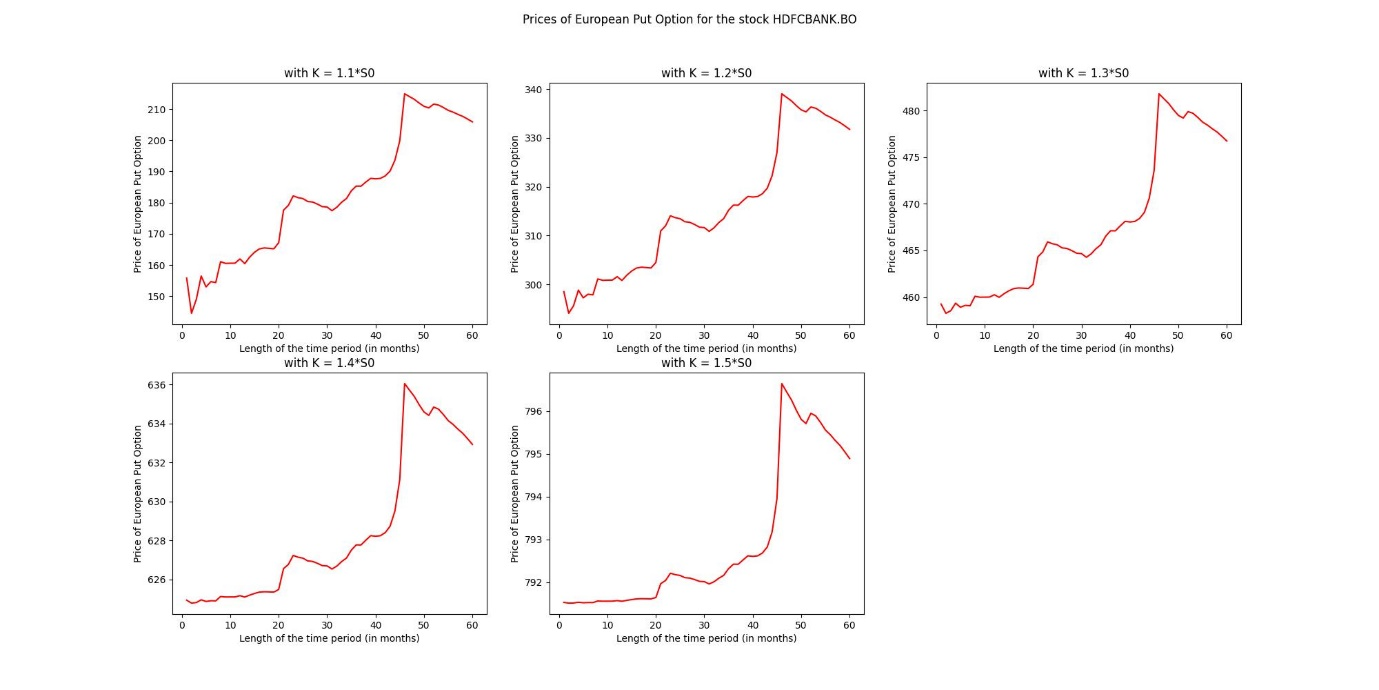 Prices of European Put Option for the stock HDFCBANK.BO
with K = 1.1*S0
Price of European Put Option
210
200
190
180
170
160
150
0 10 20 30 40 50 60
Length of the time period (in months)
with K = 1.2*S0
Price of European Put Option
340
330
320
310
300
0 10 20 30 40 50 60
Length of the time period (in months)
with K = 1.3*S0
Price of European Put Option
480
475
470
465
460
0 10 20 30 40 50 60
Length of the time period (in months)
with K = 1.4*S0
Price of European Put Option
636
634
632
630
628
626
0 10 20 30 40 50 60
Length of the time period (in months)
with K = 1.5*S0
Price of European Put Option
796
795
794
793
792
0 10 20 30 40 50 60
Length of the time period (in months)